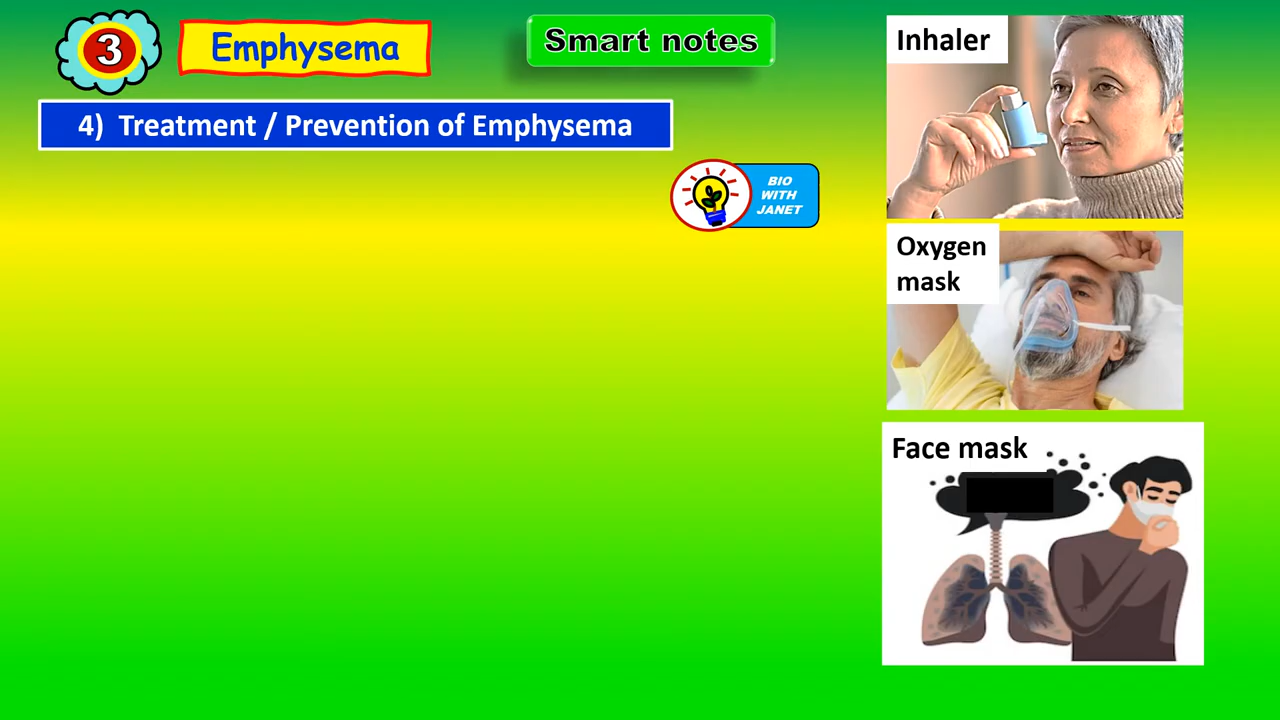 3
Emphysema
Smart notes
4) Treatment / Prevention of Emphysema
BIO
WITH
JANET
Inhaler
Oxygen
mask
Face mask